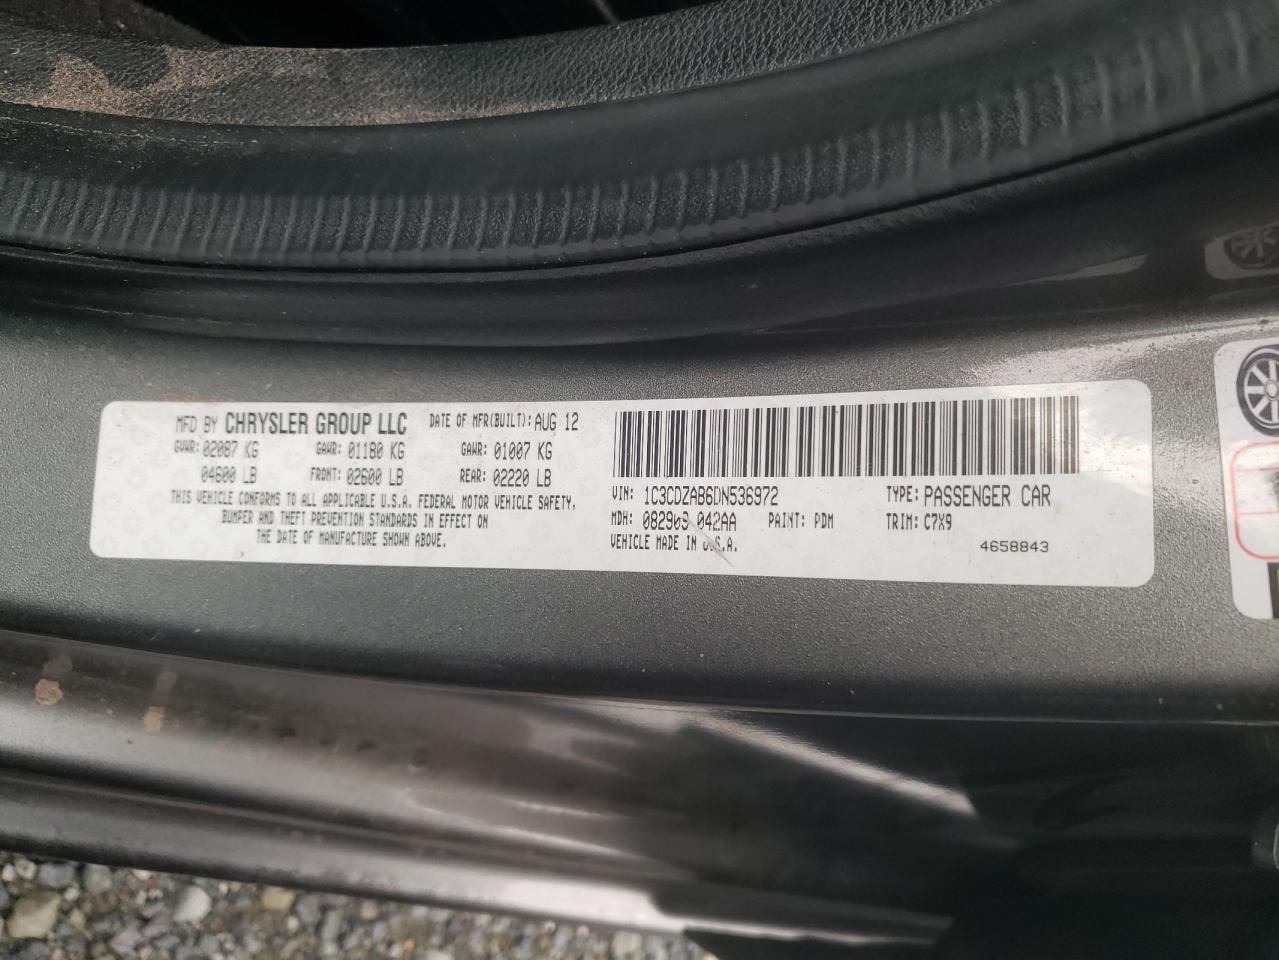 MFD BY CHRYSLER GROUP LLC DATE OF MFR(BUILT): AUG 12
GVWR: 02087 KG GAWR: 01180 KG GAWR: 01007 KG
04600 LB FRONT: 02600 LB REAR: 02220 LB
THIS VEHICLE CONFORMS TO ALL APPLICABLE U.S.A. FEDERAL MOTOR VEHICLE SAFETY,
BUMPER AND THEFT PREVENTION STANDARDS IN EFFECT ON
THE DATE OF MANUFACTURE SHOWN ABOVE.
VIN: 1C3CDZAB6DN536972 TYPE: PASSENGER CAR
MDH: 042AA PAINT: PDM TRIM: C7X9
VEHICLE MADE IN U.S.A. 4658843